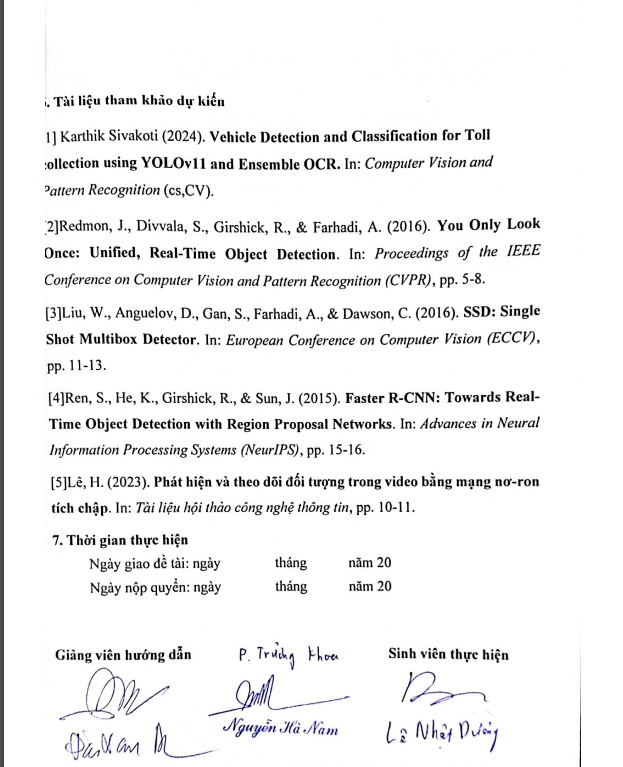 . Tài liệu tham khảo dự kiến
1] Karthik Sivakoti (2024). Vehicle Detection and Classification for Toll
ollection using YOLOv11 and Ensemble OCR. In: Computer Vision and
Pattern Recognition (cs,CV).
2]Redmon, J., Divvala, S., Girshick, R., & Farhadi, A. (2016). You Only Look
Once: Unified, Real-Time Object Detection. In: Proceedings of the IEEE
Conference on Computer Vision and Pattern Recognition (CVPR), pp. 5-8.
[3]Liu, W., Anguelov, D., Gan, S., Farhadi, A., & Dawson, C. (2016). SSD: Single
Shot Multibox Detector. In: European Conference on Computer Vision (ECCV),
pp. 11-13.
[4]Ren, S., He, K., Girshick, R., & Sun, J. (2015). Faster R-CNN: Towards Real-
Time Object Detection with Region Proposal Networks. In: Advances in Neural
Information Processing Systems (NeurIPS), pp. 15-16.
[5]Lê, H. (2023). Phát hiện và theo dõi đối tượng trong video bằng mạng nơ-ron
tích chập. In: Tài liệu hội thảo công nghệ thông tin, pp. 10-11.
7. Thời gian thực hiện
Ngày giao đề tài: ngày tháng năm 20
Ngày nộp quyển: ngày tháng năm 20
Giảng viên hướng dẫn P. Trưởng khoa Sinh viên thực hiện
Nguyễn Hà Nam
Lê Nhật Dương